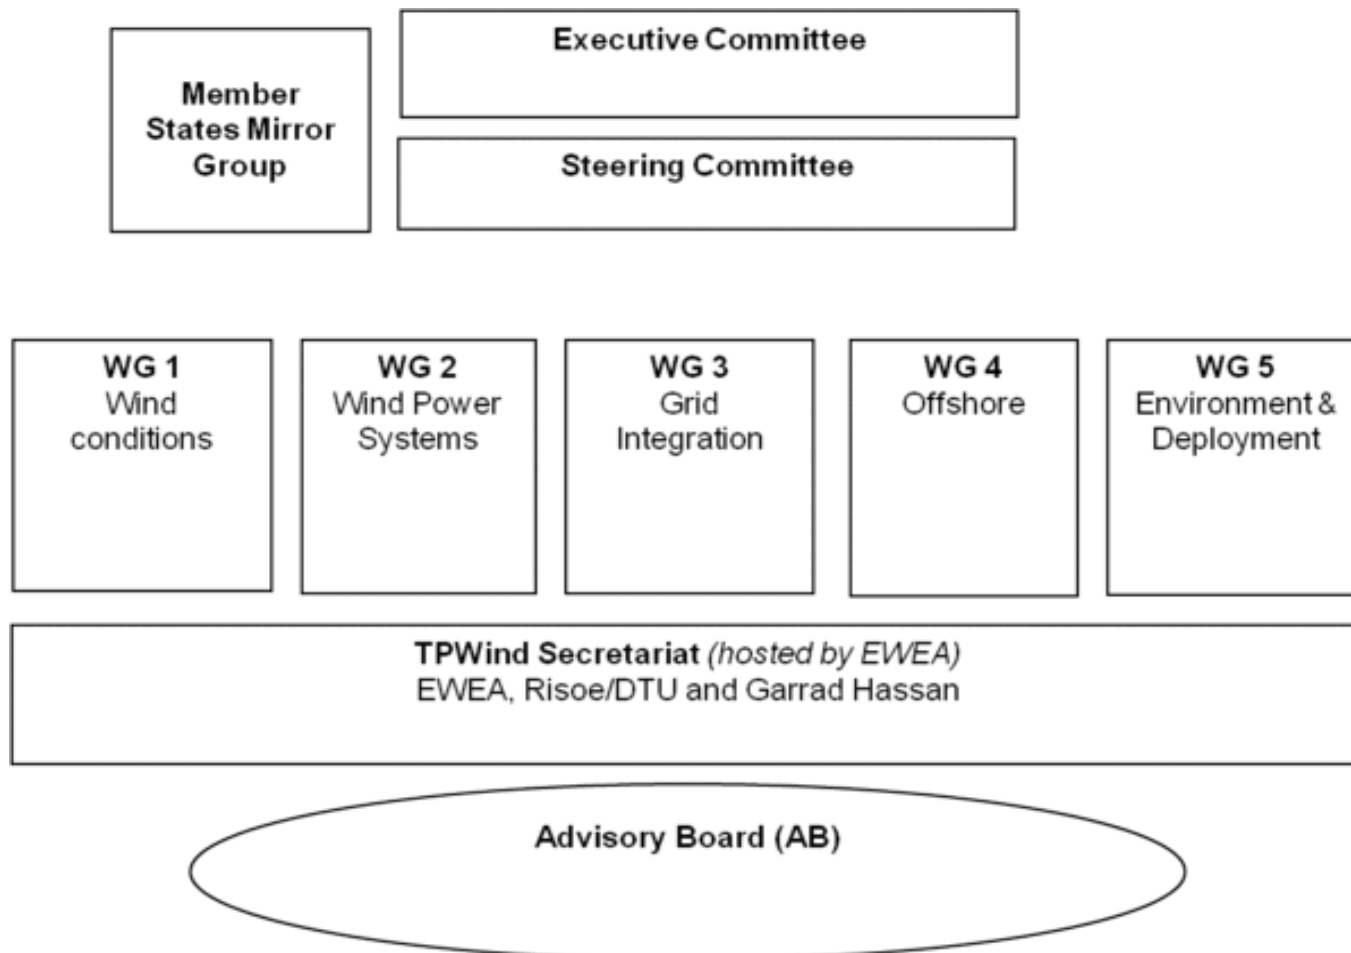 Member
States Mirror
Group
Executive Committee
Steering Committee
WG 1
Wind
conditions
WG 2
Wind Power
Systems
WG 3
Grid
Integration
WG 4
Offshore
WG 5
Environment &
Deployment
TPWind Secretariat (hosted by EWEA)
EWEA, Risoe/DTU and Garrad Hassan
Advisory Board (AB)